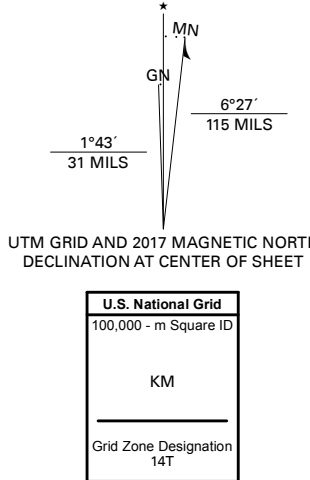 ★
MN
GN
6°27´
115 MILS
1°43´
31 MILS
UTM GRID AND 2017 MAGNETIC NORTH
DECLINATION AT CENTER OF SHEET
U.S. National Grid
100,000 - m Square ID
KM
Grid Zone Designation
14T